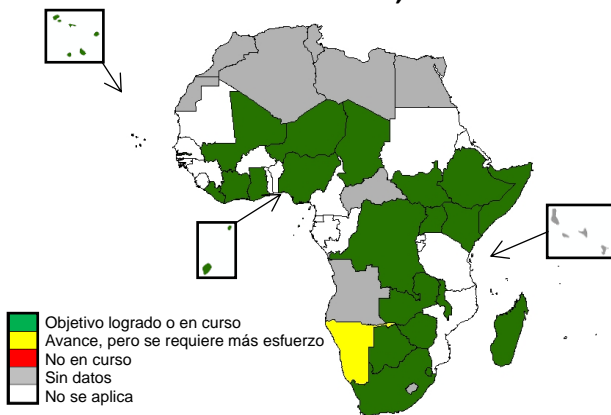 Objetivo logrado o en curso
Avance, pero se requiere más esfuerzo
No en curso
Sin datos
No se aplica